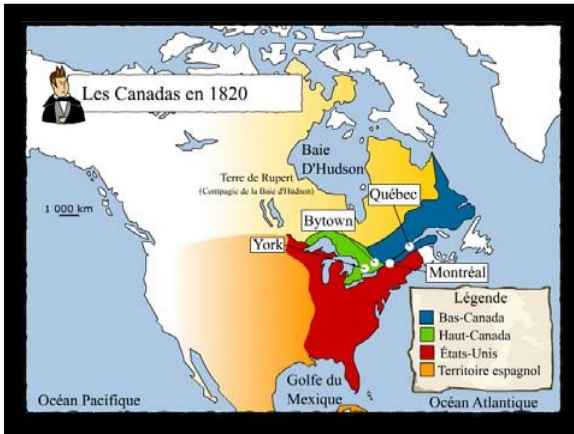 Les Canadas en 1820
Baie
D'Hudson
Terre de Rupert
(Compagie de la Baie d'Hudson)
Québec
1 000 km
Bytown
York
Montréal
Légende
Bas-Canada
Haut-Canada
États-Unis
Territoire espagnol
Golfe du
Mexique
Océan Pacifique
Océan Atlantique